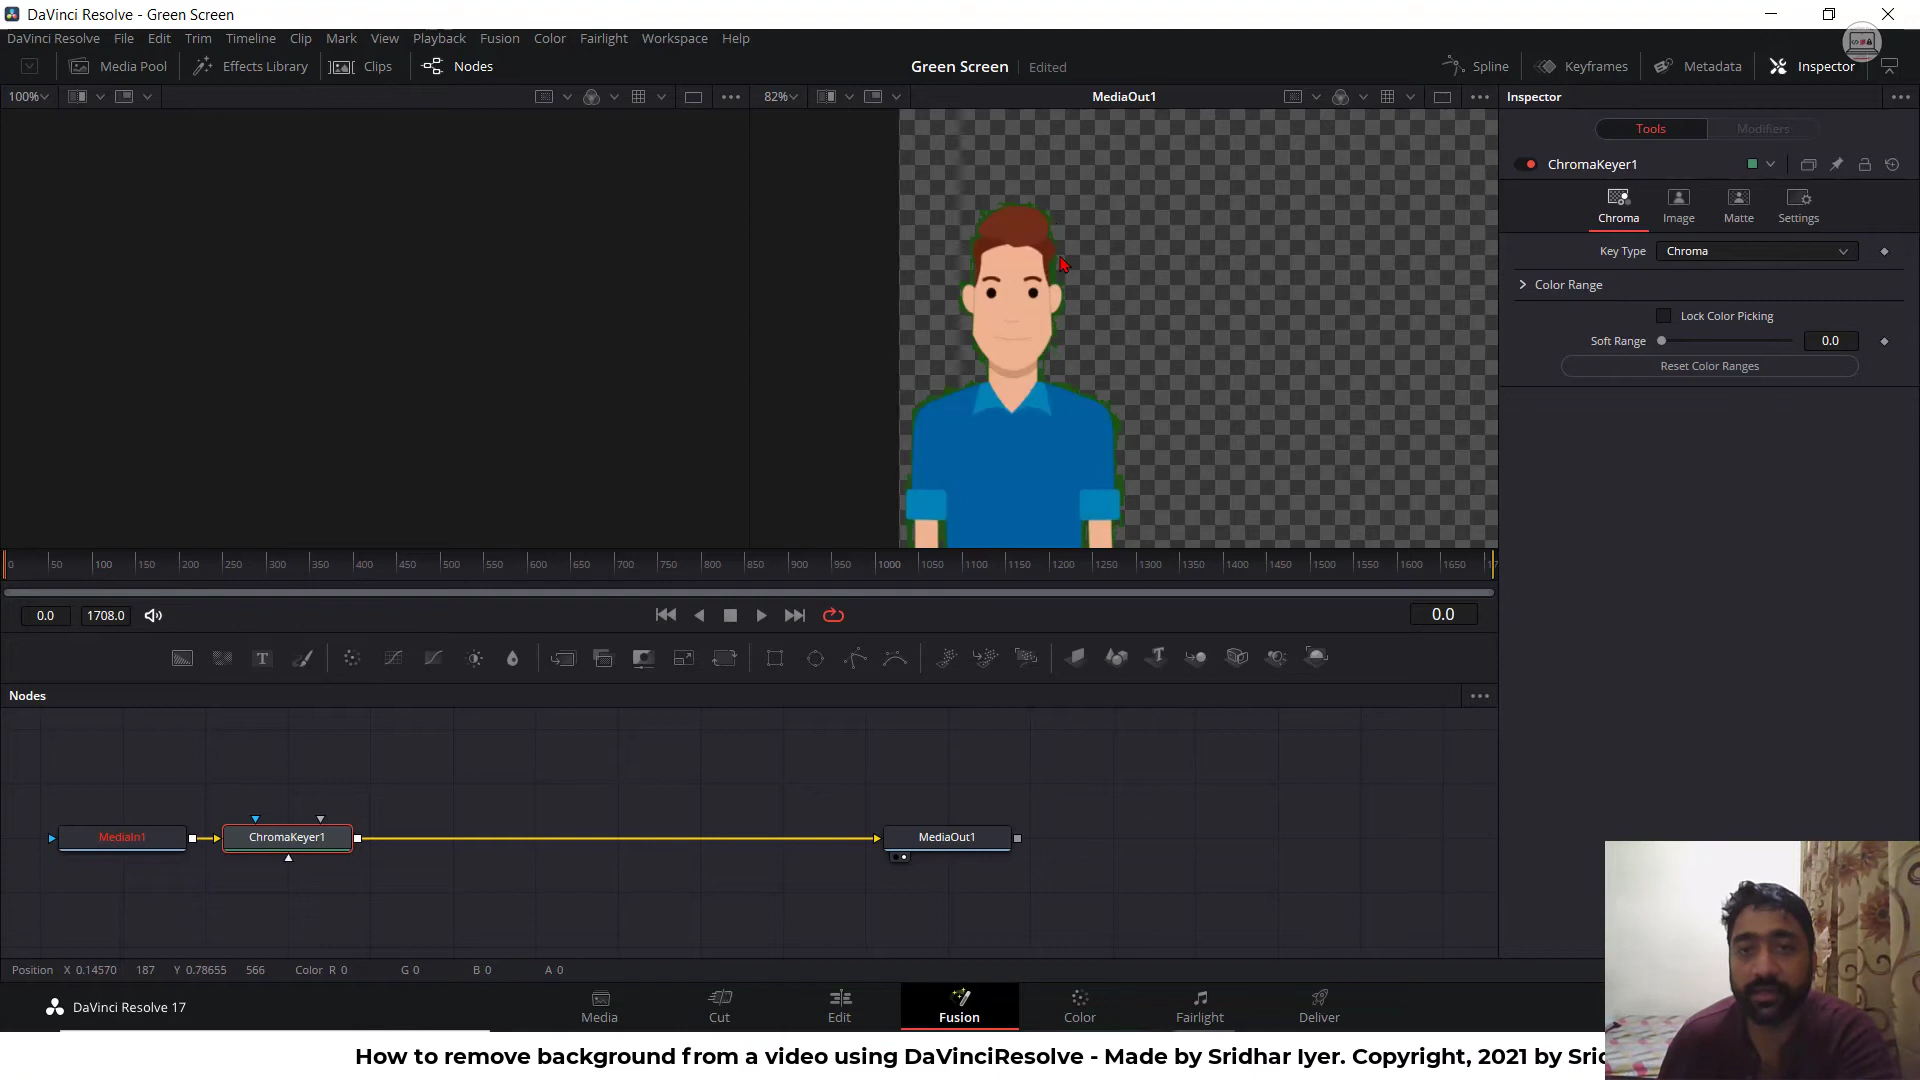 DaVinci Resolve - Green Screen
DaVinci Resolve File Edit Trim Timeline Clip Mark View Playback Fusion Color Fairlight Workspace Help
Media Pool Effects Library Clips Nodes Green Screen Edited Spline Keyframes Metadata Inspector
100% 82% MediaOut1 Inspector
Tools Modifiers
ChromaKeyer1
Chroma Image Matte Settings
Key Type Chroma
Color Range
Lock Color Picking
Soft Range 0.0
Reset Color Ranges
0 50 100 150 200 250 300 350 400 450 500 550 600 650 700 750 800 850 900 950 1000 1050 1100 1150 1200 1250 1300 1350 1400 1450 1500 1550 1600 1650
0.0 1708.0 0.0
T T
Nodes
MediaIn1 ChromaKeyer1 MediaOut1
Position X 0.14570 187 Y 0.78655 566 Color R 0 G 0 B 0 A 0
DaVinci Resolve 17 Media Cut Edit Fusion Color Fairlight Deliver
How to remove background from a video using DaVinciResolve - Made by Sridhar Iyer. Copyright, 2021 by Srid